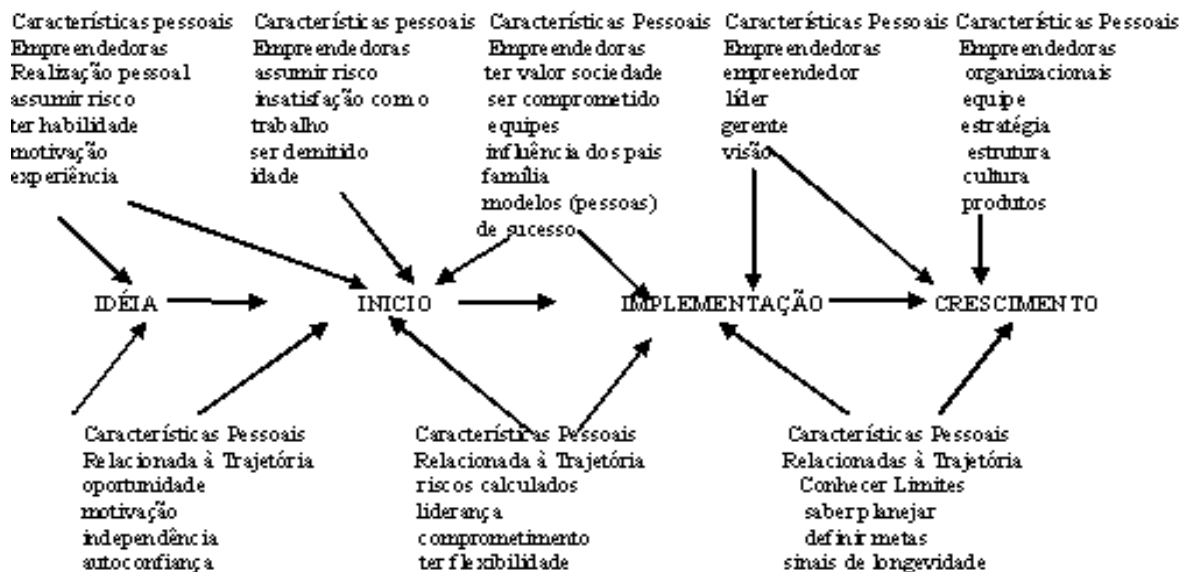 Características pessoais
Empreendedoras
Realização pessoal
assumir risco
ter habilidade
motivação
experiência
Características pessoais
Empreendedoras
assumir risco
insatisfação com o
trabalho
ser demitido
idade
Características Pessoais
Empreendedoras
ter valor sociedade
ser comprometido
equipes
influência dos pais
família
modelos (pessoas)
de sucesso
Características Pessoais
Empreendedoras
empreendedor
líder
gerente
visão
Características Pessoais
Empreendedoras
organizacionais
equipe
estratégia
estrutura
cultura
produtos
IDÉIA
INICIO
IMPLEMENTAÇÃO
CRESCIMENTO
Características Pessoais
Relacionada à Trajetória
oportunidade
motivação
independência
autoconfiança
Características Pessoais
Relacionada à Trajetória
riscos calculados
liderança
comprometimento
ter flexibilidade
Características Pessoais
Relacionadas à Trajetória
Conhecer Limites
saber planejar
definir metas
sinais de longevidade